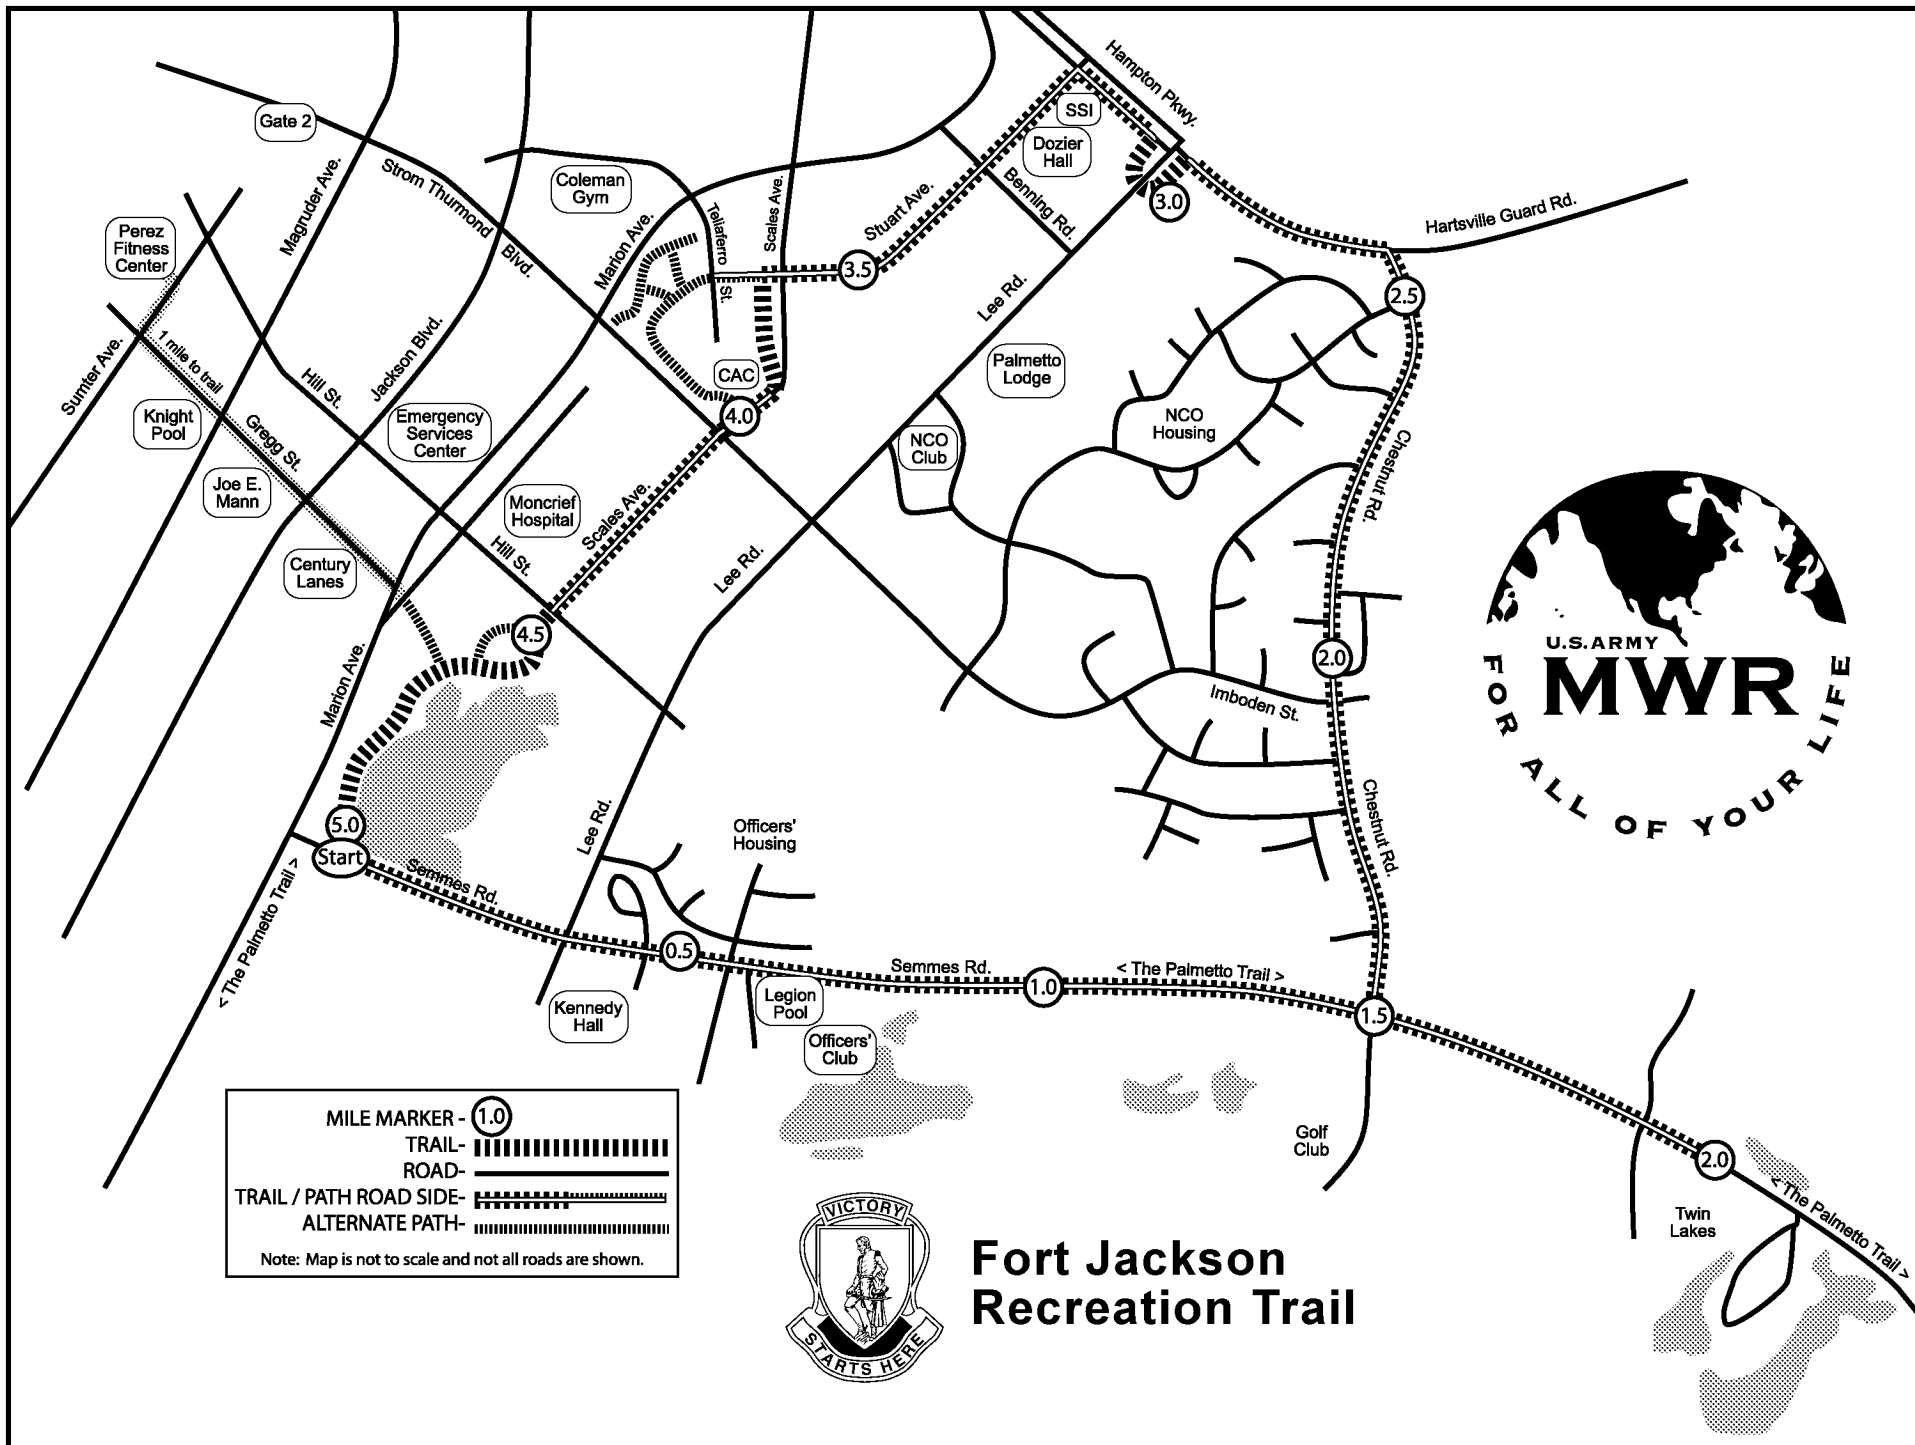 Hampton Pkwy.
Gate 2
SSI
Dozier
Hall
Strom Thurmond
Blvd.
Magruder Ave.
Coleman
Gym
Marion Ave.
Teliaferro
St.
Scales Ave.
Stuart Ave.
Benning Rd.
3.0
Hartsville Guard Rd.
Perez
Fitness
Center
3.5
Lee Rd.
2.5
Sumter Ave.
1 mile to trail
Hill St.
Jackson Blvd.
CAC
Palmetto
Lodge
Knight
Pool
Gregg St.
Emergency
Services
Center
4.0
NCO
Club
NCO
Housing
Chestnut Rd.
Joe E.
Mann
Moncrief
Hospital
Scales Ave.
Century
Lanes
Hill St.
Lee Rd.
4.5
2.0
Marion Ave.
Imboden St.
U.S.ARMY
MWR
FOR ALL OF YOUR LIFE
5.0
Start
Semmes Rd.
Lee Rd.
Officers'
Housing
Chestnut Rd.
< The Palmetto Trail >
0.5
Semmes Rd.
1.0
< The Palmetto Trail >
1.5
Kennedy
Hall
Legion
Pool
Officers'
Club
Golf
Club
2.0
< The Palmetto Trail >
Twin
Lakes
MILE MARKER - 1.0
TRAIL-
ROAD-
TRAIL / PATH ROAD SIDE-
ALTERNATE PATH-
Note: Map is not to scale and not all roads are shown.
VICTORY
STARTS HERE
Fort Jackson
Recreation Trail